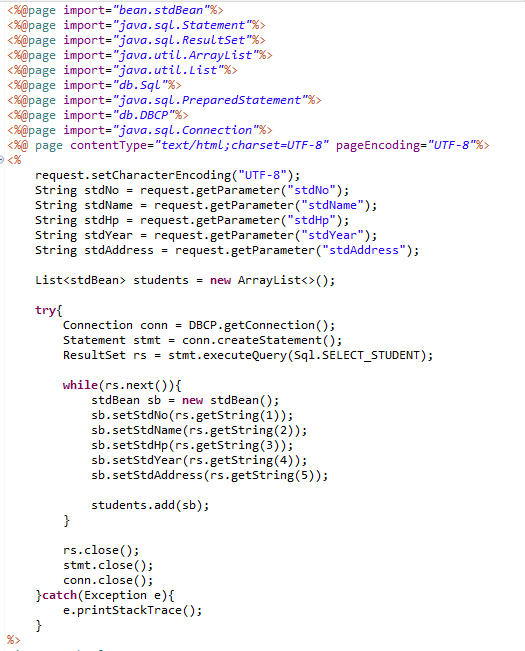 <%@page import="bean.stdBean"%>
<%@page import="java.sql.Statement"%>
<%@page import="java.sql.ResultSet"%>
<%@page import="java.util.ArrayList"%>
<%@page import="java.util.List"%>
<%@page import="db.Sql"%>
<%@page import="java.sql.PreparedStatement"%>
<%@page import="db.DBCP"%>
<%@page import="java.sql.Connection"%>
<%@ page contentType="text/html;charset=UTF-8" pageEncoding="UTF-8"%>
<%
request.setCharacterEncoding("UTF-8");
String stdNo = request.getParameter("stdNo");
String stdName = request.getParameter("stdName");
String stdHp = request.getParameter("stdHp");
String stdYear = request.getParameter("stdYear");
String stdAddress = request.getParameter("stdAddress");
List<stdBean> students = new ArrayList<>();
try{
Connection conn = DBCP.getConnection();
Statement stmt = conn.createStatement();
ResultSet rs = stmt.executeQuery(Sql.SELECT_STUDENT);
while(rs.next()){
stdBean sb = new stdBean();
sb.setStdNo(rs.getString(1));
sb.setStdName(rs.getString(2));
sb.setStdHp(rs.getString(3));
sb.setStdYear(rs.getString(4));
sb.setStdAddress(rs.getString(5));
students.add(sb);
}
rs.close();
stmt.close();
conn.close();
}catch(Exception e){
e.printStackTrace();
}
%>